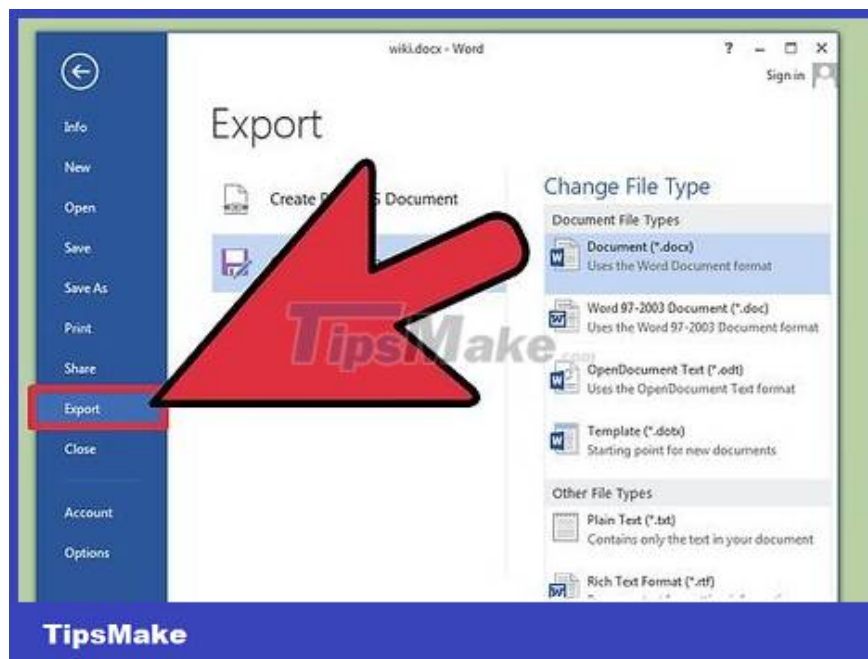 wiki.docx - Word
? – □ ×
Sign in
Info
New
Open
Save
Save As
Print
Share
Export
Close
Account
Options
Export
Create P S Document
Change File Type
Document File Types
Document (*.docx)
Uses the Word Document format
Word 97-2003 Document (*.doc)
Uses the Word 97-2003 Document format
OpenDocument Text (*.odt)
Uses the OpenDocument Text format
Template (*.dotx)
Starting point for new documents
Other File Types
Plain Text (*.txt)
Contains only the text in your document
Rich Text Format (*.rtf)
TipsMake.com
TipsMake